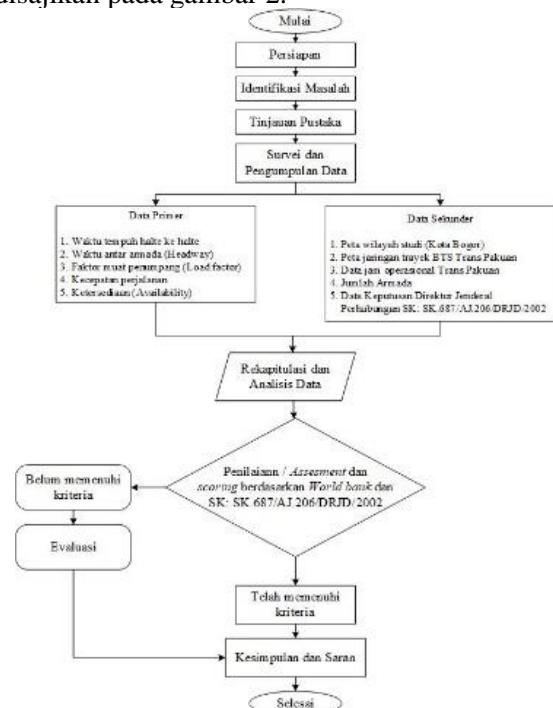 disajikan pada gambar 2.
Mulai
Persiapan
Identifikasi Masalah
Tinjauan Pustaka
Survei dan
Pengumpulan Data
Data Primer
1. Waktu tempuh halte ke halte
2. Waktu antar armada (Headway)
3. Faktor muat penumpang (Load factor)
4. Kecepatan perjalanan
5. Ketersediaan (Availability)
Data Sekunder
1. Peta wilayah studi (Kota Bogor)
2. Peta jaringan trayek BTS Trans Pakuan
3. Data jam operasional Trans Pakuan
4. Jumlah Armada
5. Data Keputusan Direktur Jenderal
Perhubungan SK: SK.687/AJ.206/DRJD/2002
Rekapitulasi dan
Analisis Data
Penilaiann / Assesment dan
scoring berdasarkan World bank dan
SK: SK.687/AJ.206/DRJD/2002
Belum memenuhi
kriteria
Evaluasi
Telah memenuhi
kriteria
Kesimpulan dan Saran
Selesai